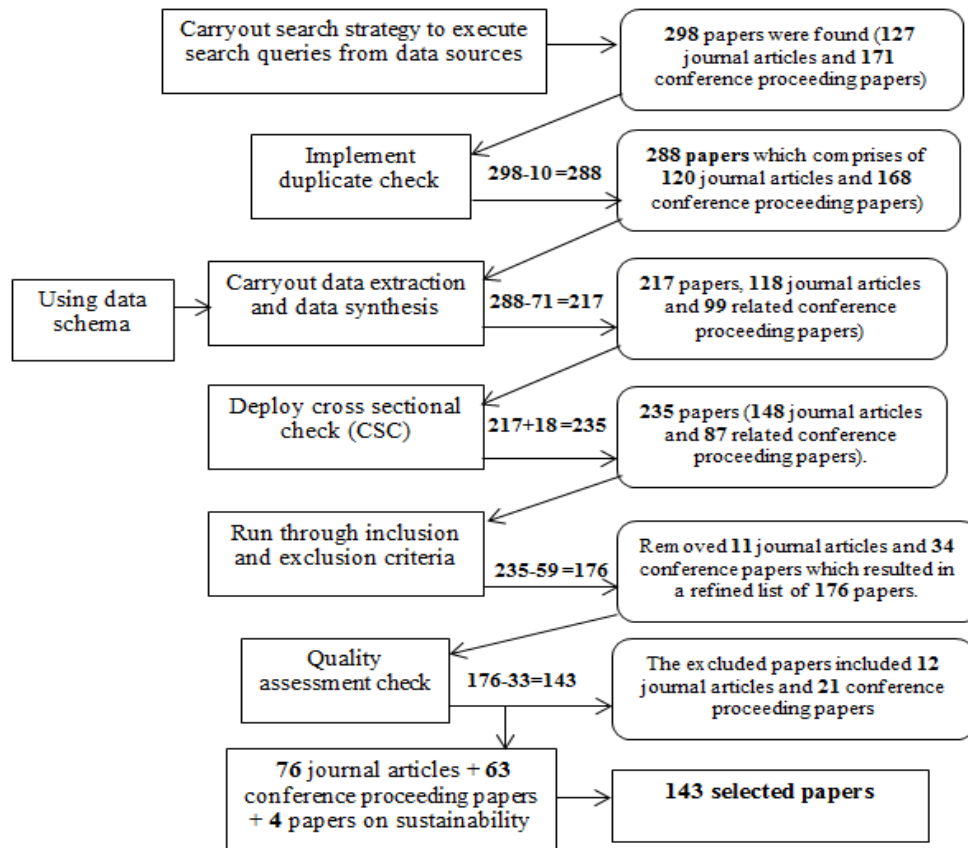 Carryout search strategy to execute
search queries from data sources
298 papers were found (127
journal articles and 171
conference proceeding papers)
Implement
duplicate check
298-10=288
288 papers which comprises of
120 journal articles and 168
conference proceeding papers)
Using data
schema
Carryout data extraction
and data synthesis
288-71=217
217 papers, 118 journal articles
and 99 related conference
proceeding papers)
Deploy cross sectional
check (CSC)
217+18=235
235 papers (148 journal articles
and 87 related conference
proceeding papers).
Run through inclusion
and exclusion criteria
235-59=176
Removed 11 journal articles and 34
conference papers which resulted in
a refined list of 176 papers.
Quality
assessment check
176-33=143
The excluded papers included 12
journal articles and 21 conference
proceeding papers
76 journal articles + 63
conference proceeding papers
+ 4 papers on sustainability
143 selected papers